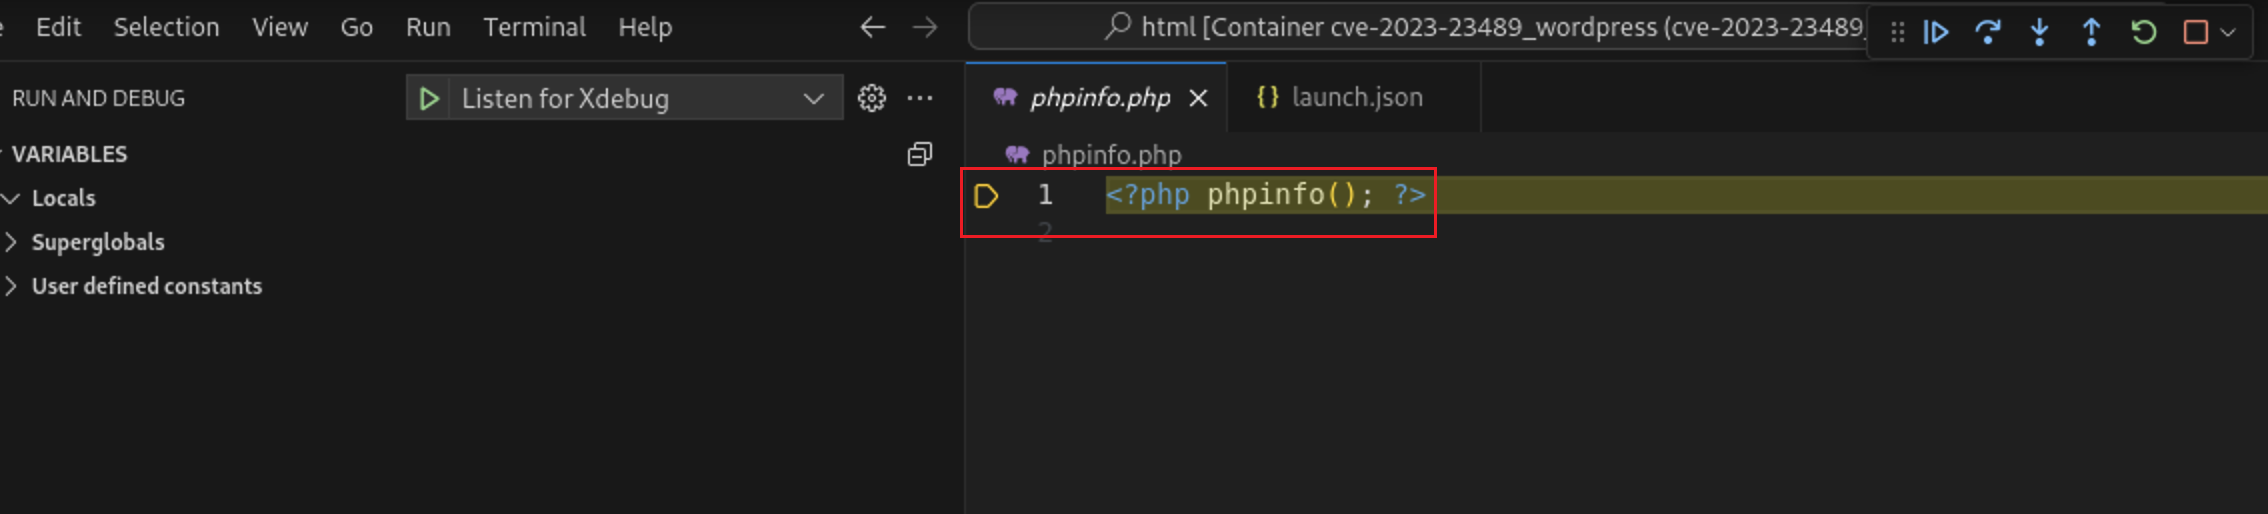 Edit Selection View Go Run Terminal Help
html [Container cve-2023-23489_wordpress (cve-2023-23489_
RUN AND DEBUG
Listen for Xdebug
VARIABLES
Locals
Superglobals
User defined constants
phpinfo.php
{} launch.json
phpinfo.php
1 <?php phpinfo(); ?>
2